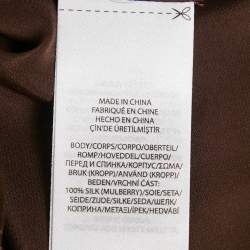 MADE IN CHINA
FABRIQUÉ EN CHINE
HECHO EN CHINA
ÇİN'DE ÜRETİLMİŞTİR
BODY/CORPS/CORPO/OBERTEIL/
ROMP/HOVEDDEL/CUERPO/
ПЕРЕД И СПИНКА/КОРПУС/ΣΩΜΑ/
BRUK (KROPP)/ANVÄND (KROPP)/
BEDEN/VRCHNÍ ČÁST:
100% SILK (MULBERRY)/SOIE/SETA/
SEIDE/ZIJDE/SILKE/SEDA/ШЕЛК/
КОПРИНА/ΜΕΤΑΞΙ/İPEK/HEDVÁBÍ